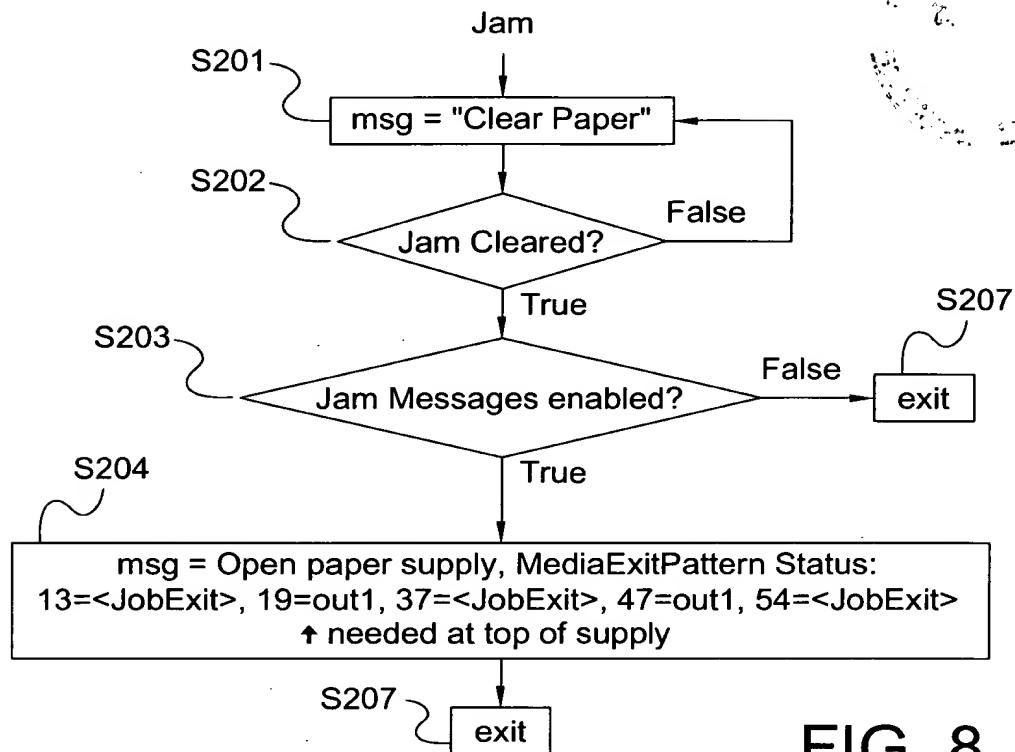 Jam
S201
msg = "Clear Paper"
S202
Jam Cleared?
False
True
S207
S203
Jam Messages enabled?
False
exit
True
S204
msg = Open paper supply, MediaExitPattern Status:
13=<JobExit>, 19=out1, 37=<JobExit>, 47=out1, 54=<JobExit>
↑ needed at top of supply
S207
exit
FIG. 8